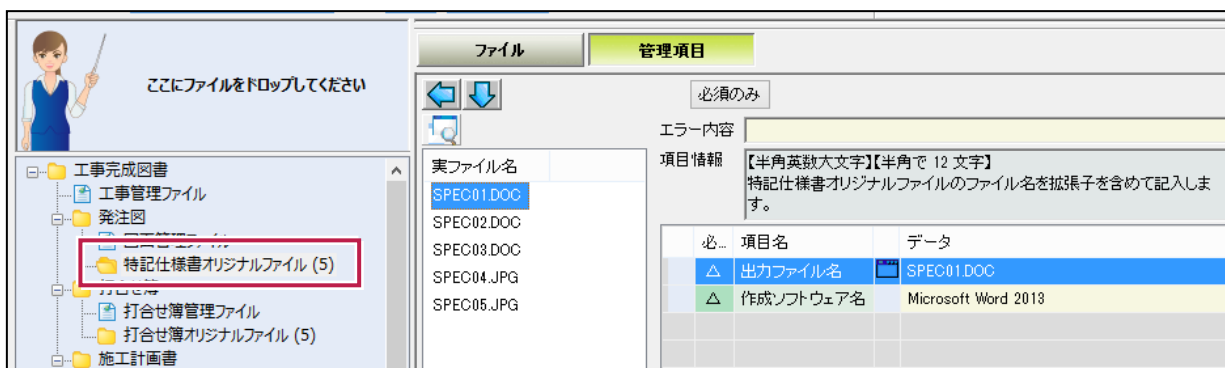 ここにファイルをドロップしてください
工事完成図書
工事管理ファイル
発注図
特記仕様書オリジナルファイル (5)
打合せ簿管理ファイル
打合せ簿オリジナルファイル (5)
施工計画書
ファイル
管理項目
実ファイル名
SPEC01.DOC
SPEC02.DOC
SPEC03.DOC
SPEC04.JPG
SPEC05.JPG
必須のみ
エラー内容
項目情報
【半角英数大文字】【半角で 12 文字】
特記仕様書オリジナルファイルのファイル名を拡張子を含めて記入しま
す。
必... 項目名 データ
△ 出力ファイル名 SPEC01.DOC
△ 作成ソフトウェア名 Microsoft Word 2013